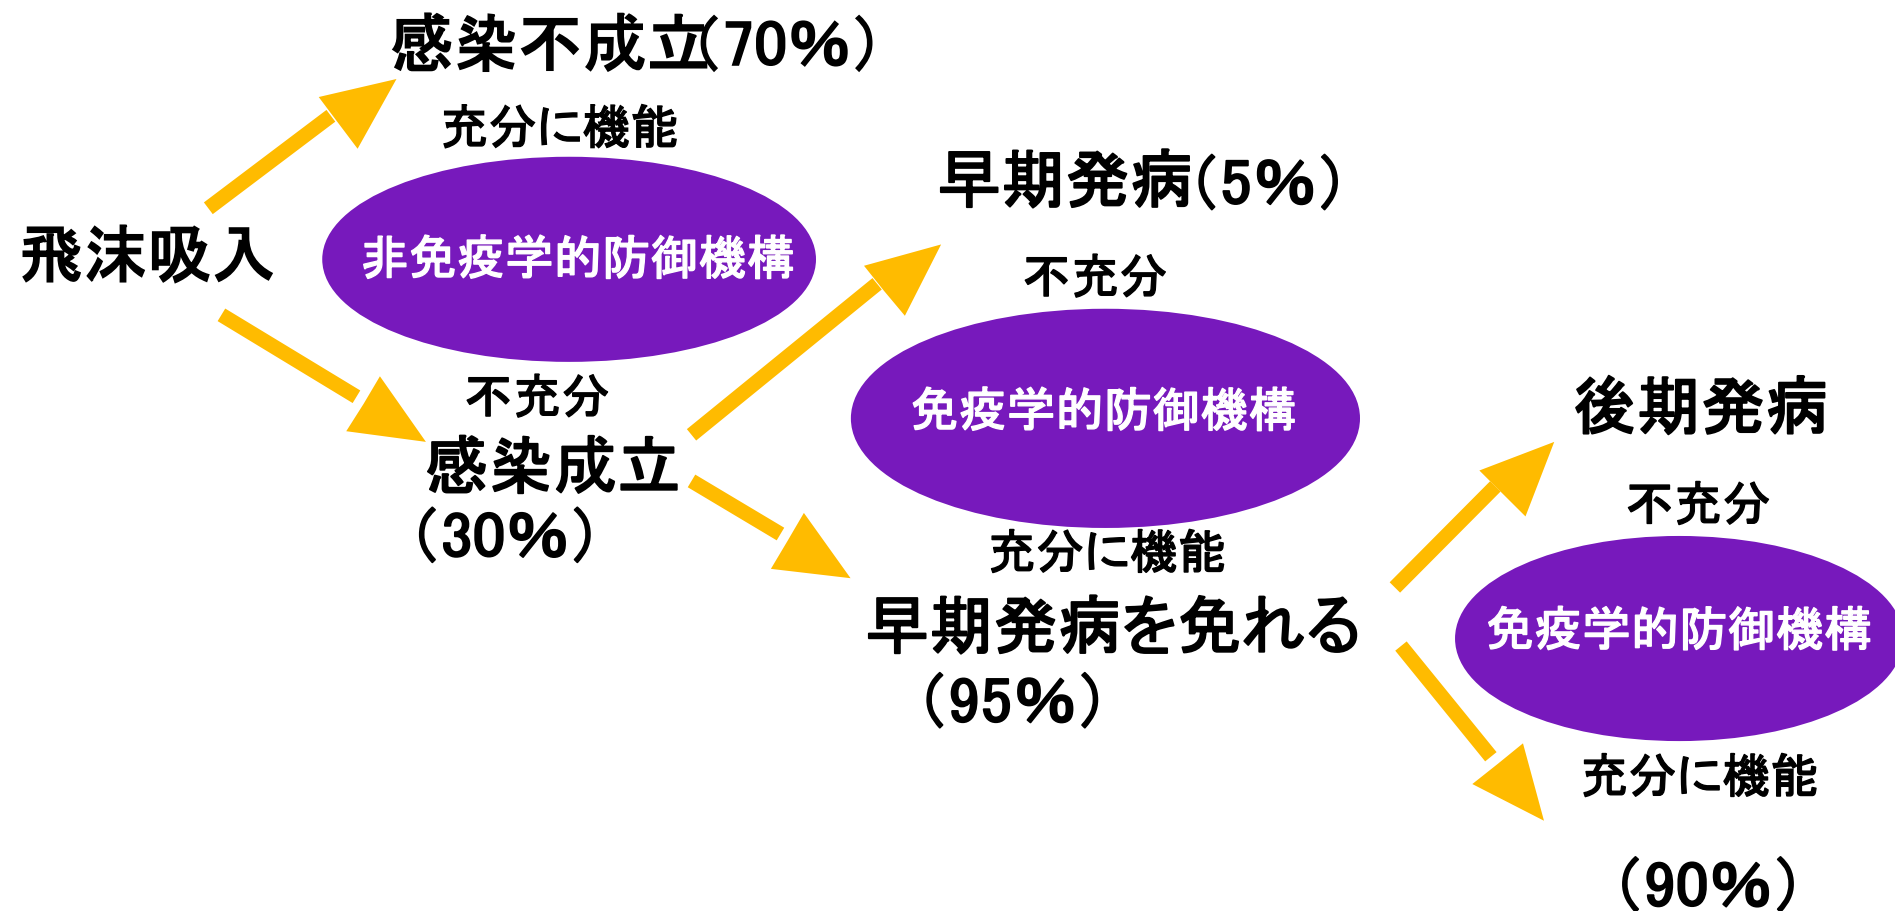 感染不成立(70%)
充分に機能
非免疫学的防御機構
飛沫吸入
不充分
感染成立
(30%)
早期発病(5%)
不充分
免疫学的防御機構
充分に機能
早期発病を免れる
(95%)
後期発病
不充分
免疫学的防御機構
充分に機能
(90%)